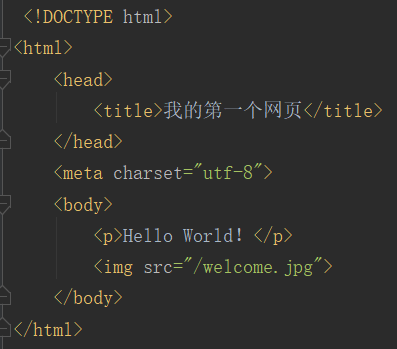 <!DOCTYPE html>
<html>
<head>
<title>我的第一个网页</title>
</head>
<meta charset="utf-8">
<body>
<p>Hello World！</p>
<img src="/welcome.jpg">
</body>
</html>